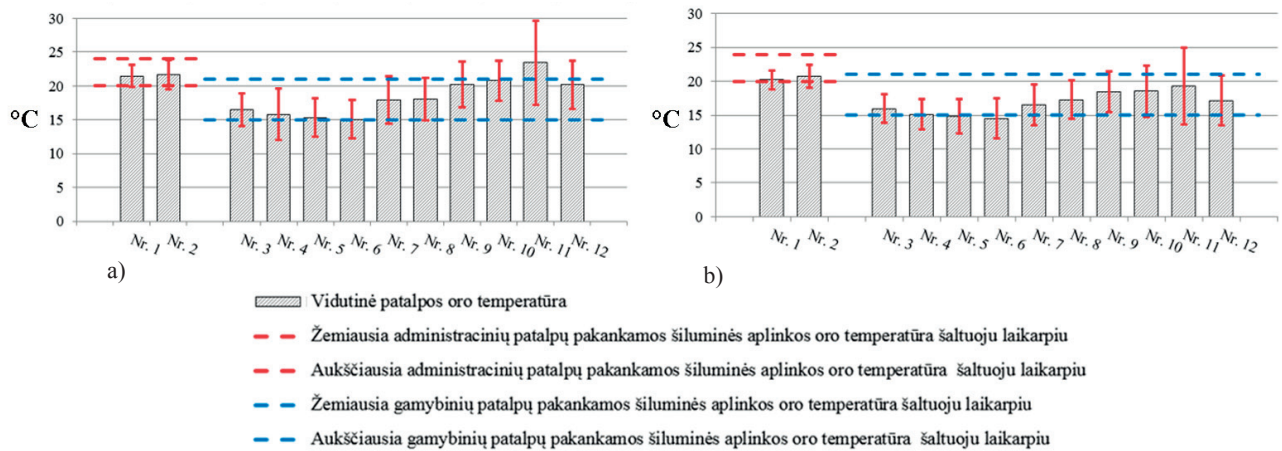 30
25
20
15
10
5
0
°C
Nr. 1
Nr. 2
Nr. 3
Nr. 4
Nr. 5
Nr. 6
Nr. 7
Nr. 8
Nr. 9
Nr. 10
Nr. 11
Nr. 12
a)
30
25
20
15
10
5
0
°C
Nr. 1
Nr. 2
Nr. 3
Nr. 4
Nr. 5
Nr. 6
Nr. 7
Nr. 8
Nr. 9
Nr. 10
Nr. 11
Nr. 12
b)
Vidutinė patalpos oro temperatūra
Žemiausia administracinių patalpų pakankamos šiluminės aplinkos oro temperatūra šaltuoju laikarpiu
Aukščiausia administracinių patalpų pakankamos šiluminės aplinkos oro temperatūra šaltuoju laikarpiu
Žemiausia gamybinių patalpų pakankamos šiluminės aplinkos oro temperatūra šaltuoju laikarpiu
Aukščiausia gamybinių patalpų pakankamos šiluminės aplinkos oro temperatūra šaltuoju laikarpiu